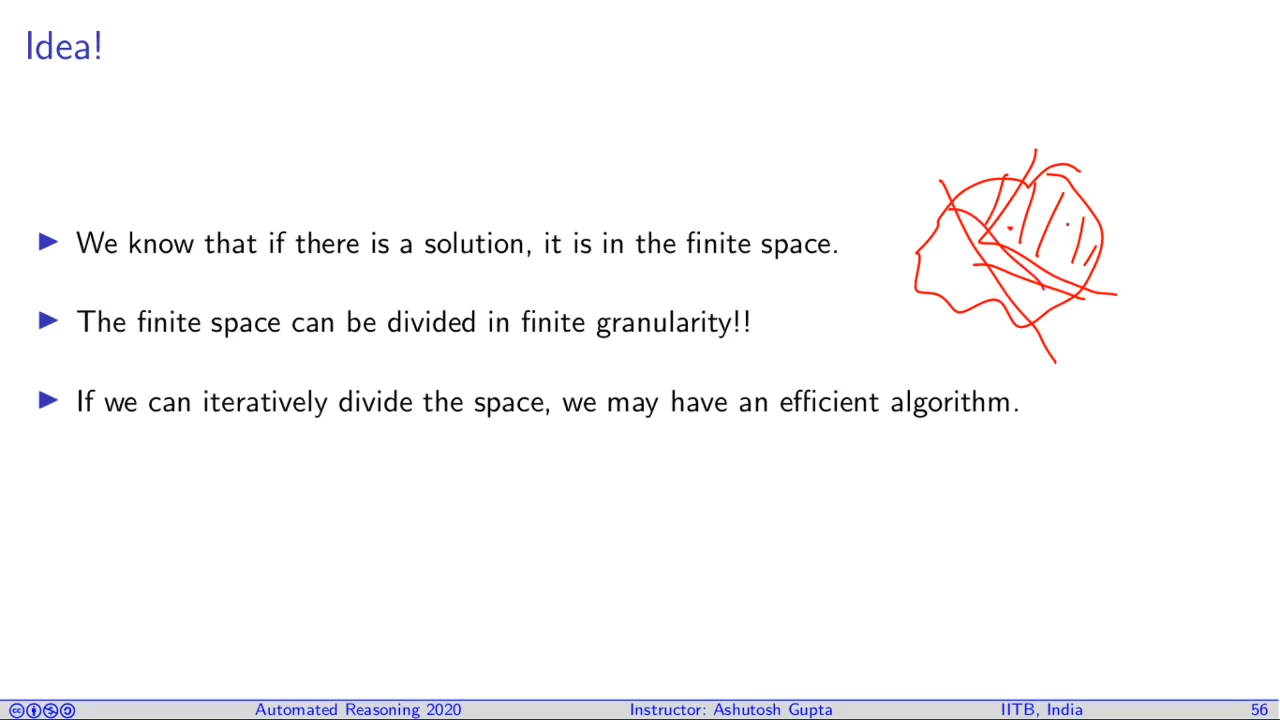 Idea!
We know that if there is a solution, it is in the finite space.
The finite space can be divided in finite granularity!!
If we can iteratively divide the space, we may have an efficient algorithm.
Automated Reasoning 2020 Instructor: Ashutosh Gupta IITB, India 56